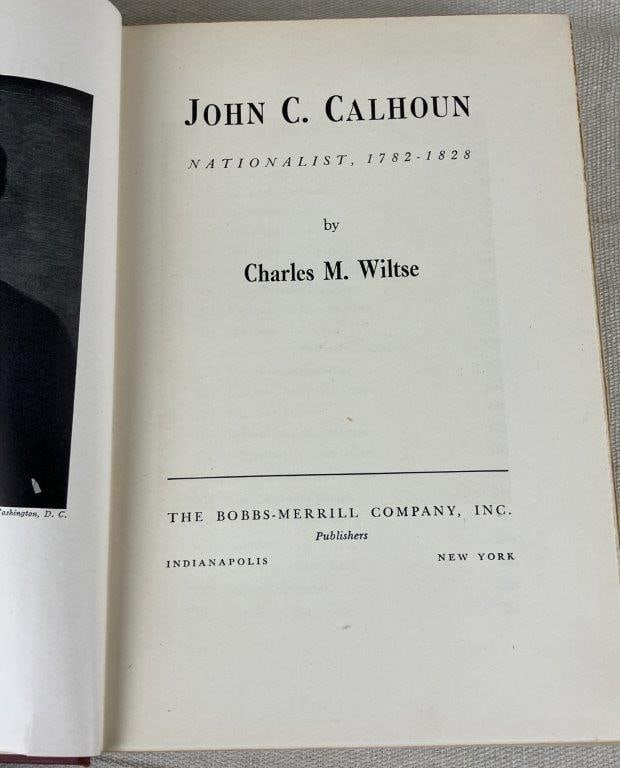 JOHN C. CALHOUN
NATIONALIST, 1782-1828
by
Charles M. Wiltse
THE BOBBS-MERRILL COMPANY, INC.
Publishers
INDIANAPOLIS NEW YORK
D. C.